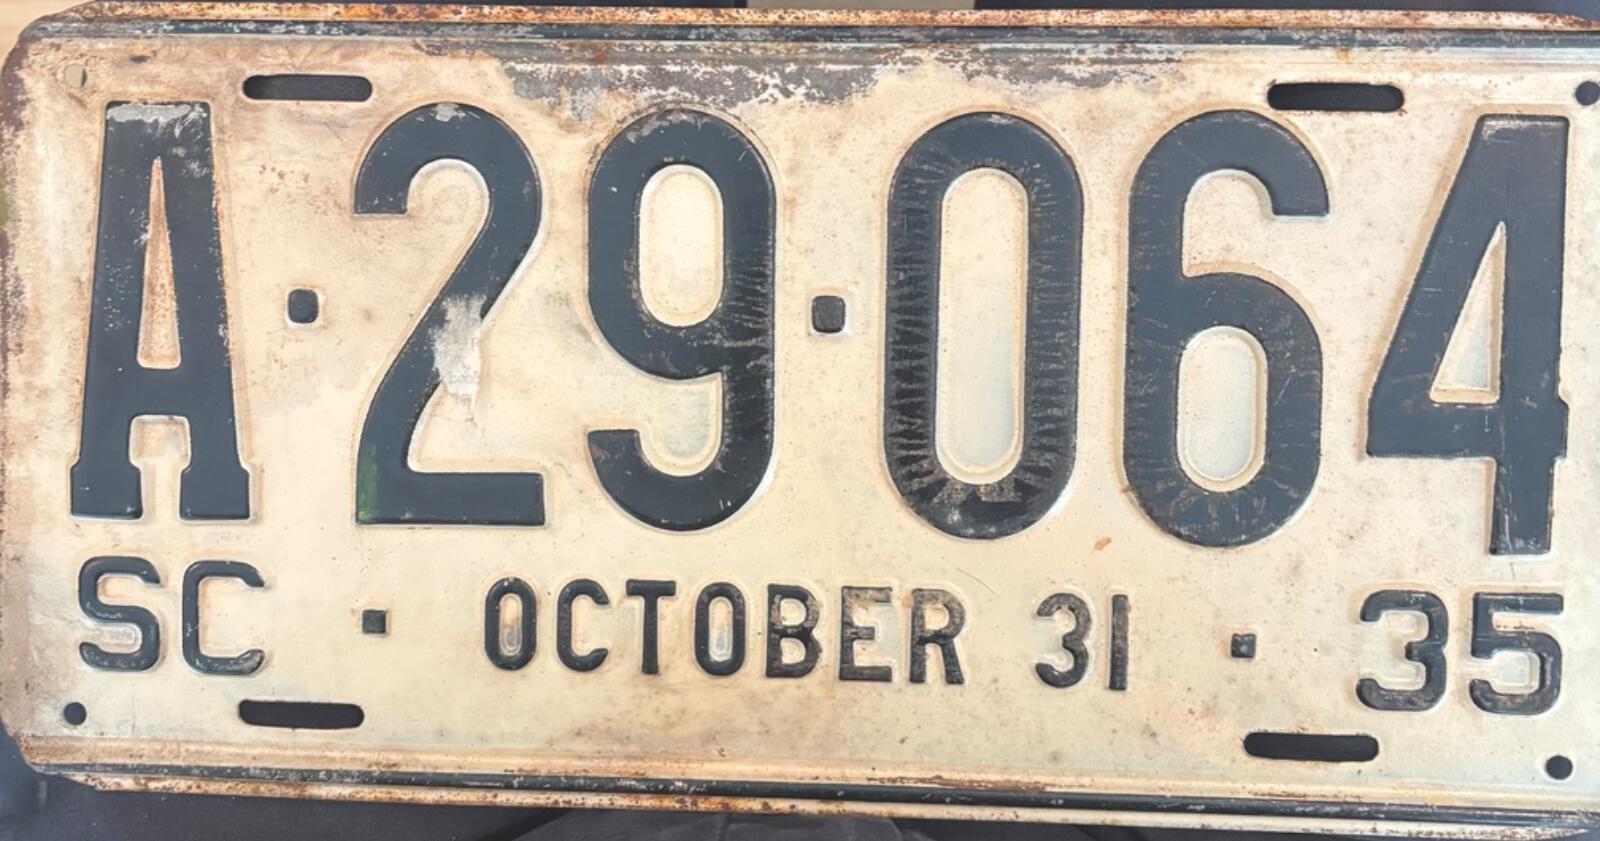 A·29·064
SC · OCTOBER 31 · 35